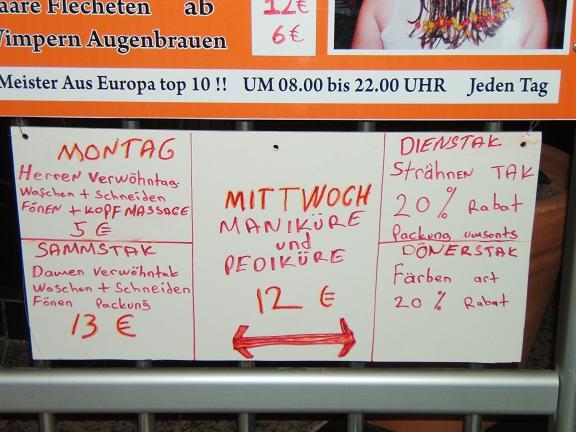 aare Flecheten ab
Wimpern Augenbrauen
12€
6€
Meister Aus Europa top 10 !! UM 08.00 bis 22.00 UHR Jeden Tag
MONTAG
Herren Verwöhntag
Waschen + Schneiden
FÖNEN + KOPF MASSAGE
5 €
SAMMSTAK
Damen Verwöhntak
Waschen + Schneiden
Fönen Packung
13 €
MITTWOCH
MANIKÜRE
und
PEDIKÜRE
12 €
DIENSTAK
Strähnen TAK
20% Rabat
Packung umsonts
DÖNERSTAK
Färben art
20% Rabat